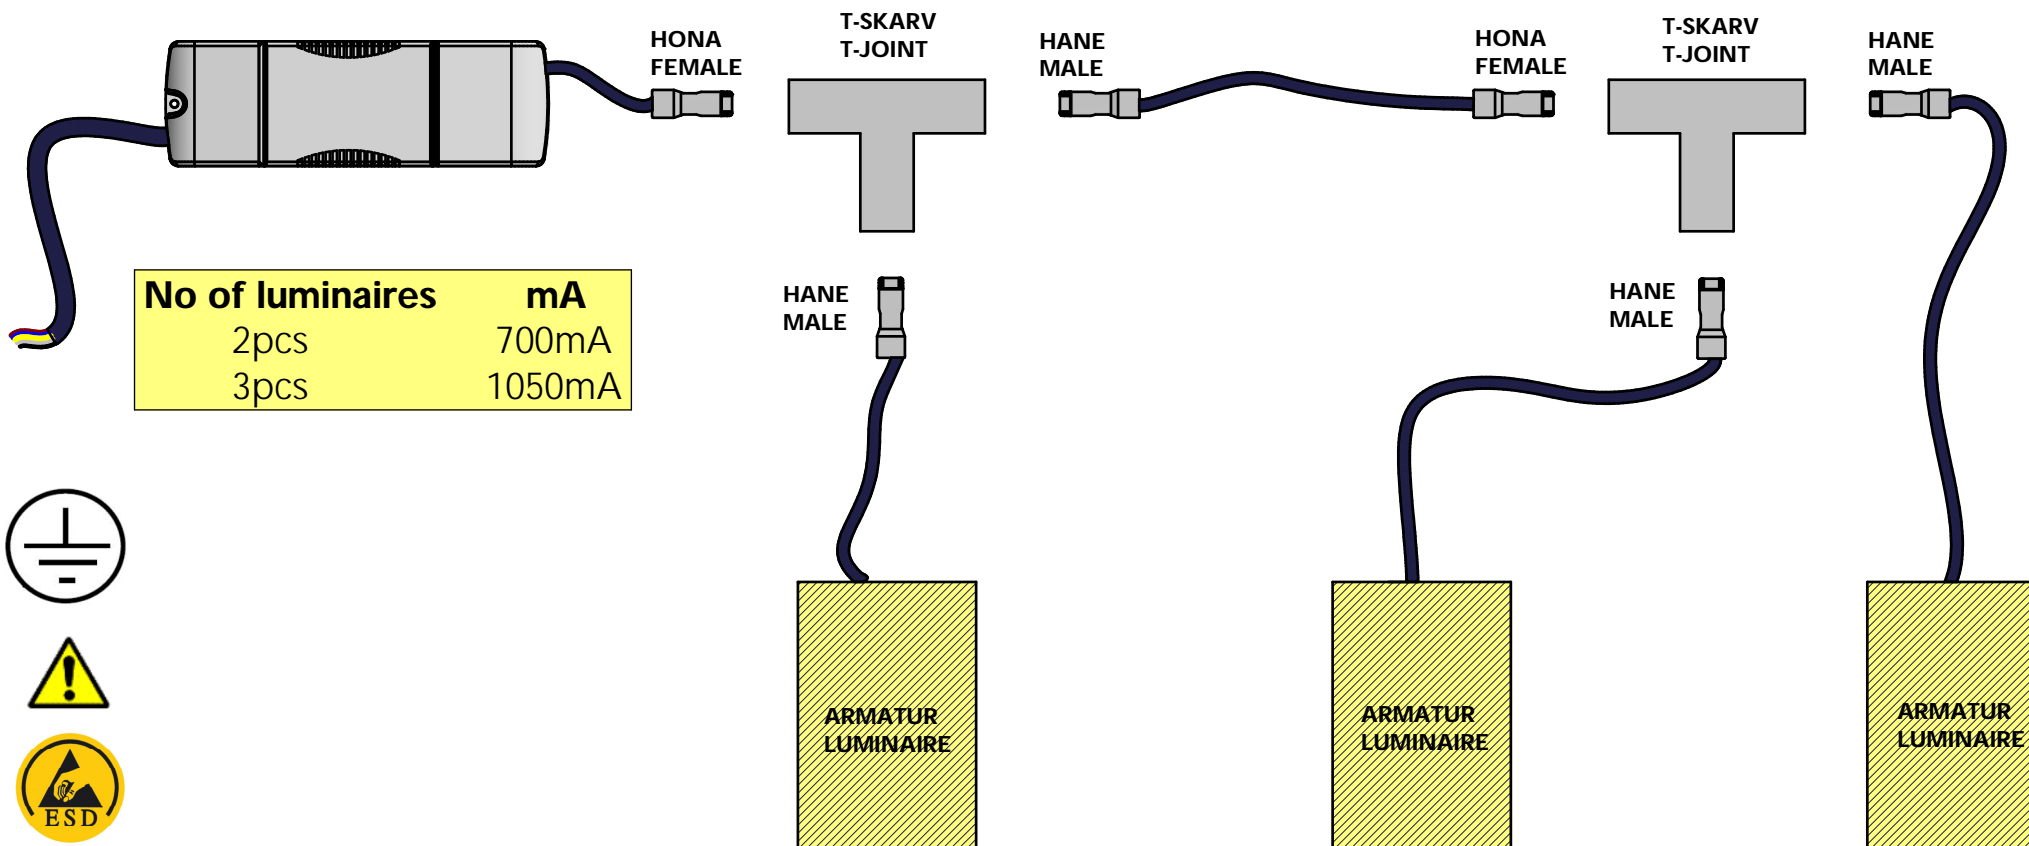 HONA
FEMALE
T-SKARV
T-JOINT
HANE
MALE
HONA
FEMALE
T-SKARV
T-JOINT
HANE
MALE
No of luminaires mA
2pcs 700mA
3pcs 1050mA
HANE
MALE
HANE
MALE
ARMATUR
LUMINAIRE
ARMATUR
LUMINAIRE
ARMATUR
LUMINAIRE
ESD